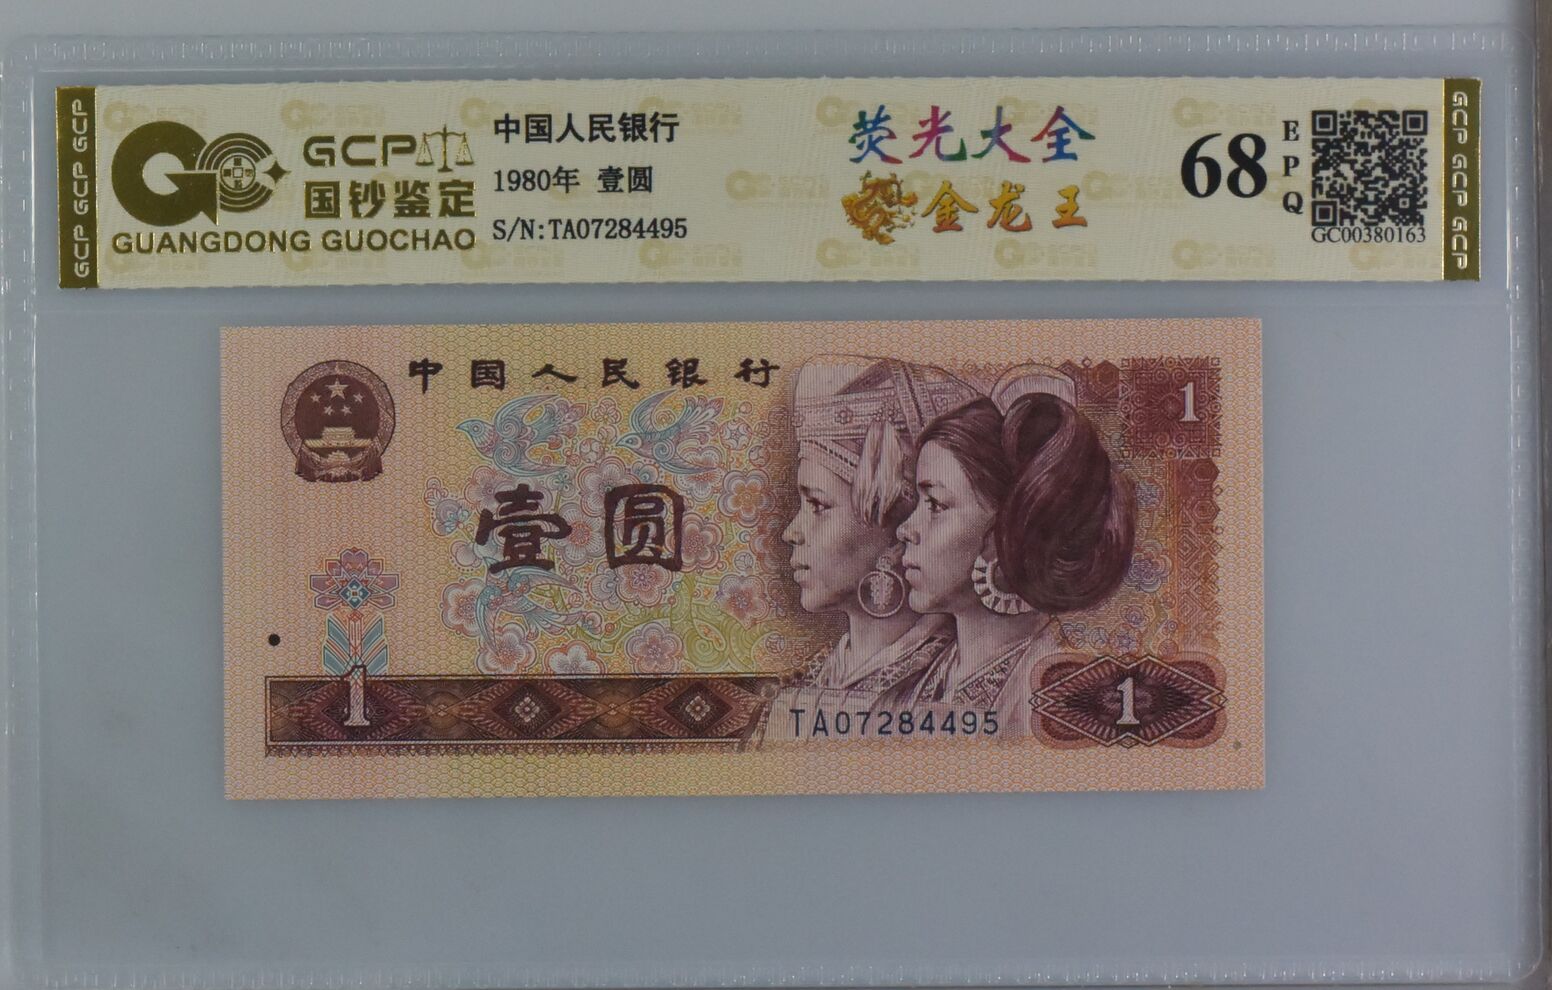 GCP GCP GCP
GCP
国钞鉴定
GUANGDONG GUOCHAO
中国人民银行
1980年 壹圆
S/N:TA07284495
荧光大全
金龙王
68
EPQ
GC00380163
GCP GCP GCP
中国人民银行
1
壹圆
1
1
TA07284495